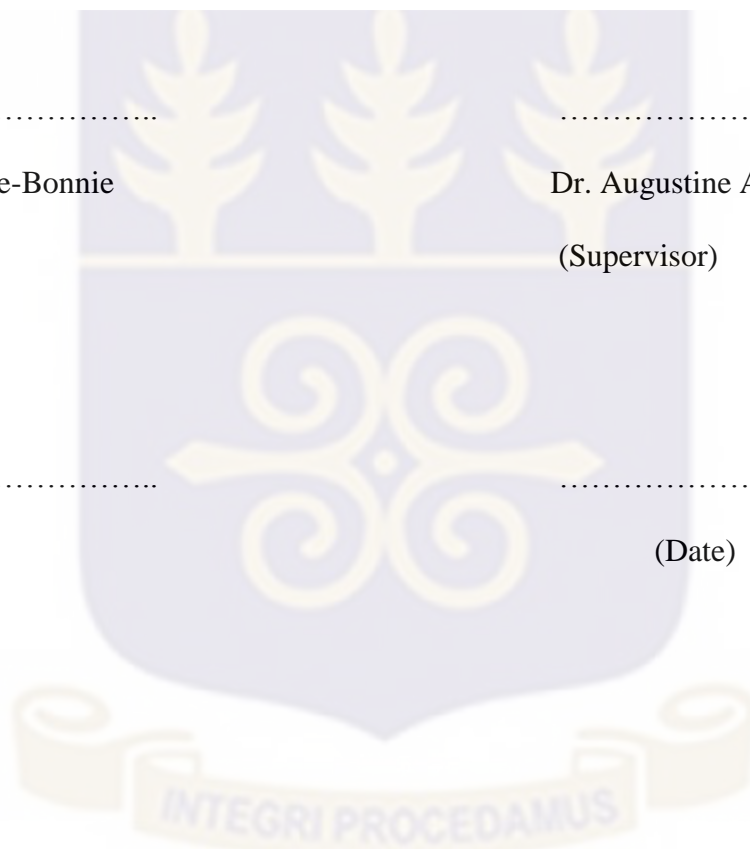 …………….. ………………
e-Bonnie Dr. Augustine A
(Supervisor)
…………….. ………………
(Date)
INTEGRI PROCEDAMUS